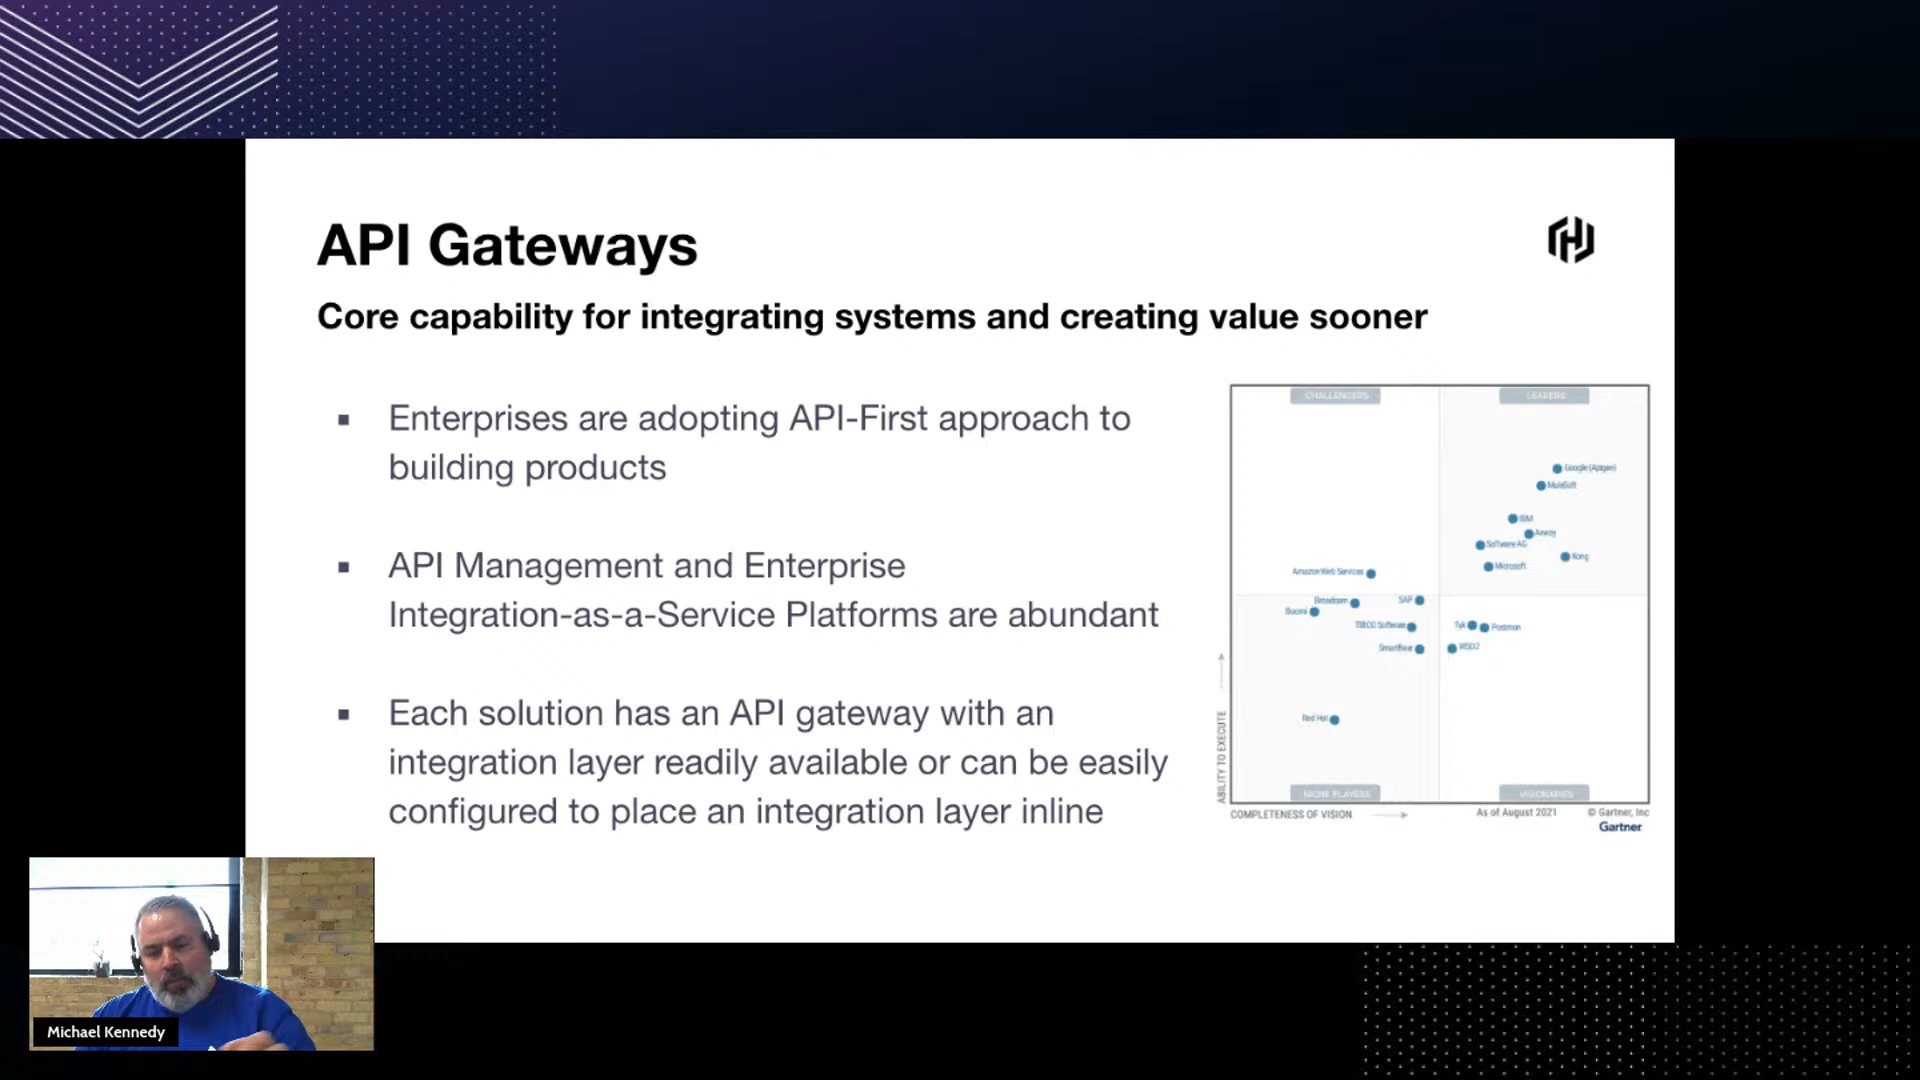 API Gateways
Core capability for integrating systems and creating value sooner
▪ Enterprises are adopting API-First approach to
building products
▪ API Management and Enterprise
Integration-as-a-Service Platforms are abundant
▪ Each solution has an API gateway with an
integration layer readily available or can be easily
configured to place an integration layer inline
CHALLENGERS
LEADERS
Google (Apigee)
MuleSoft
IBM
Axway
Software AG
Kong
Microsoft
Amazon Web Services
Broadcom
SAP
Boomi
TIBCO Software
Tyk
Postman
SmartBear
WSO2
Red Hat
NICHE PLAYERS
VISIONARIES
ABILITY TO EXECUTE
COMPLETENESS OF VISION
As of August 2021
© Gartner, Inc
Gartner
Michael Kennedy